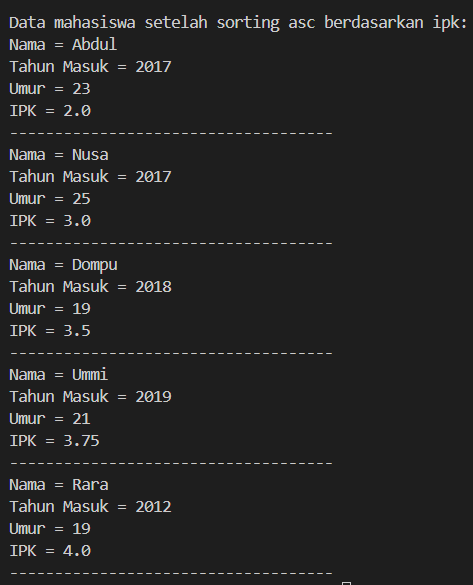 Data mahasiswa setelah sorting asc berdasarkan ipk:
Nama = Abdul
Tahun Masuk = 2017
Umur = 23
IPK = 2.0
------------------------------------
Nama = Nusa
Tahun Masuk = 2017
Umur = 25
IPK = 3.0
------------------------------------
Nama = Dompu
Tahun Masuk = 2018
Umur = 19
IPK = 3.5
------------------------------------
Nama = Ummi
Tahun Masuk = 2019
Umur = 21
IPK = 3.75
------------------------------------
Nama = Rara
Tahun Masuk = 2012
Umur = 19
IPK = 4.0
------------------------------------